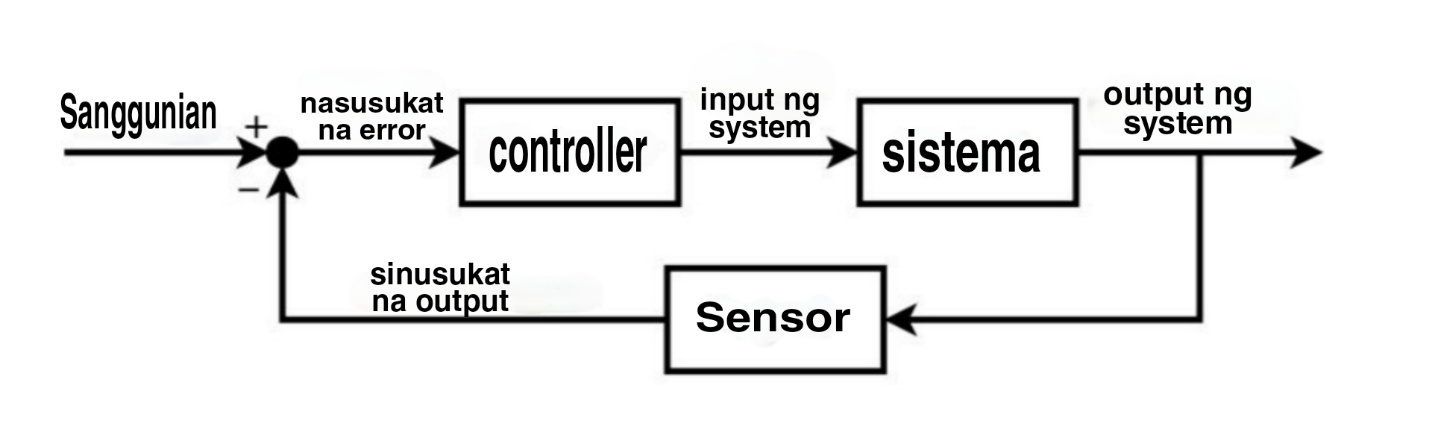 Sanggunian
+
−
nasusukat
na error
controller
input ng
system
sistema
output ng
system
sinusukat
na output
Sensor